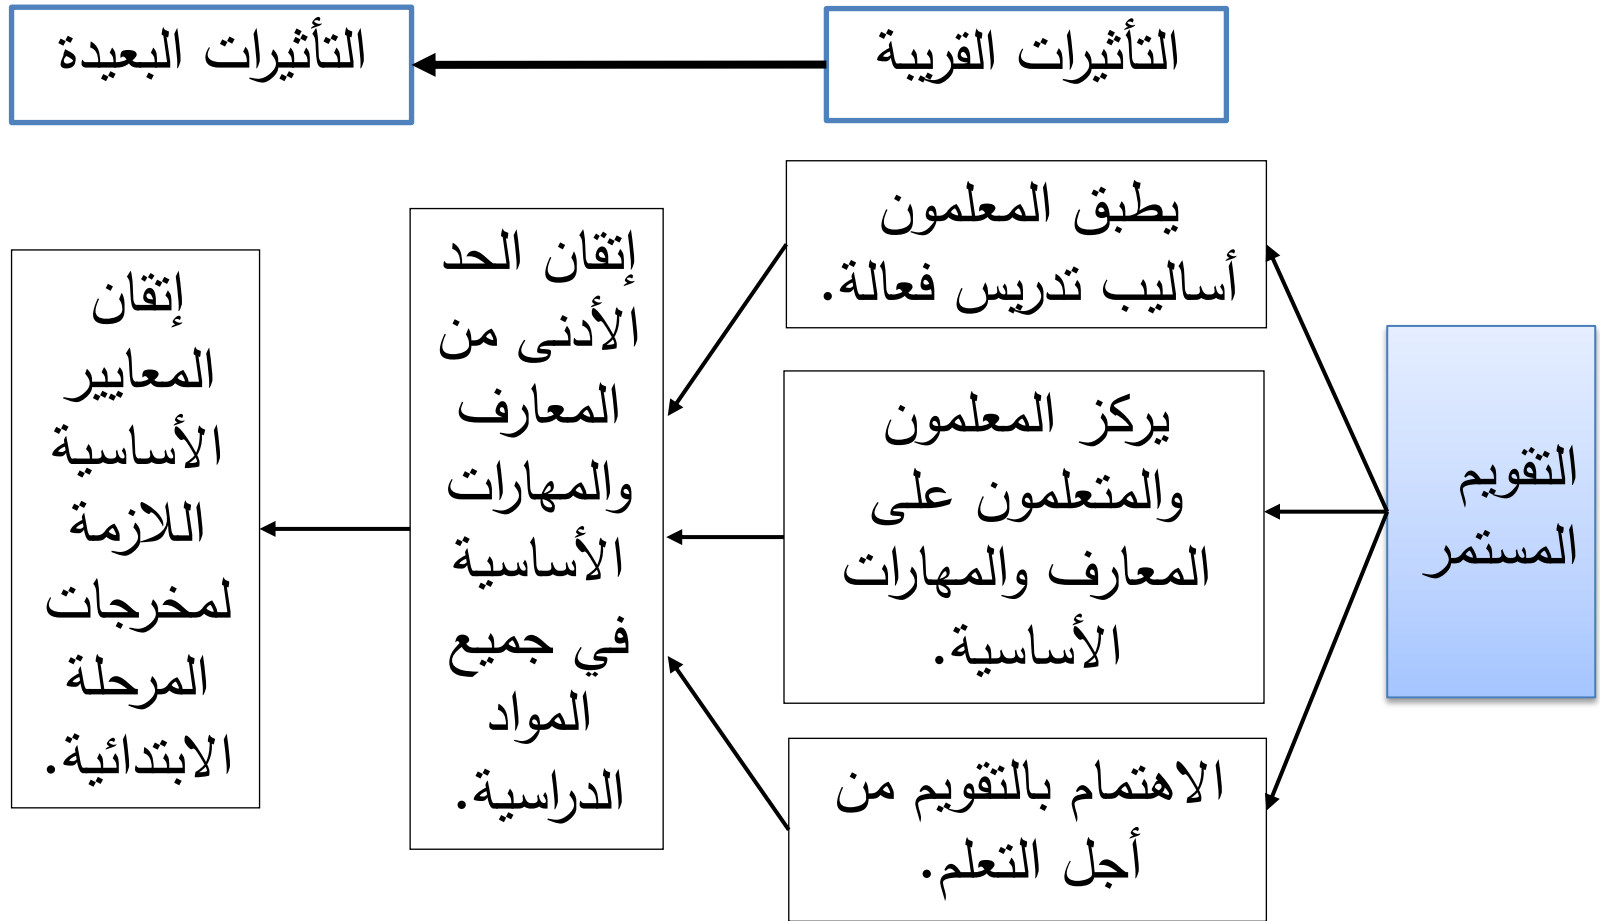 التأثيرات القريبة
التأثيرات البعيدة
التقويم
المستمر
يطبق المعلمون
أساليب تدريس فعالة.
يركز المعلمون
والمتعلمون على
المعارف والمهارات
الأساسية.
الاهتمام بالتقويم من
أجل التعلم.
إتقان الحد
الأدنى من
المعارف
والمهارات
الأساسية
في جميع
المواد
الدراسية.
إتقان
المعايير
الأساسية
اللازمة
لمخرجات
المرحلة
الابتدائية.